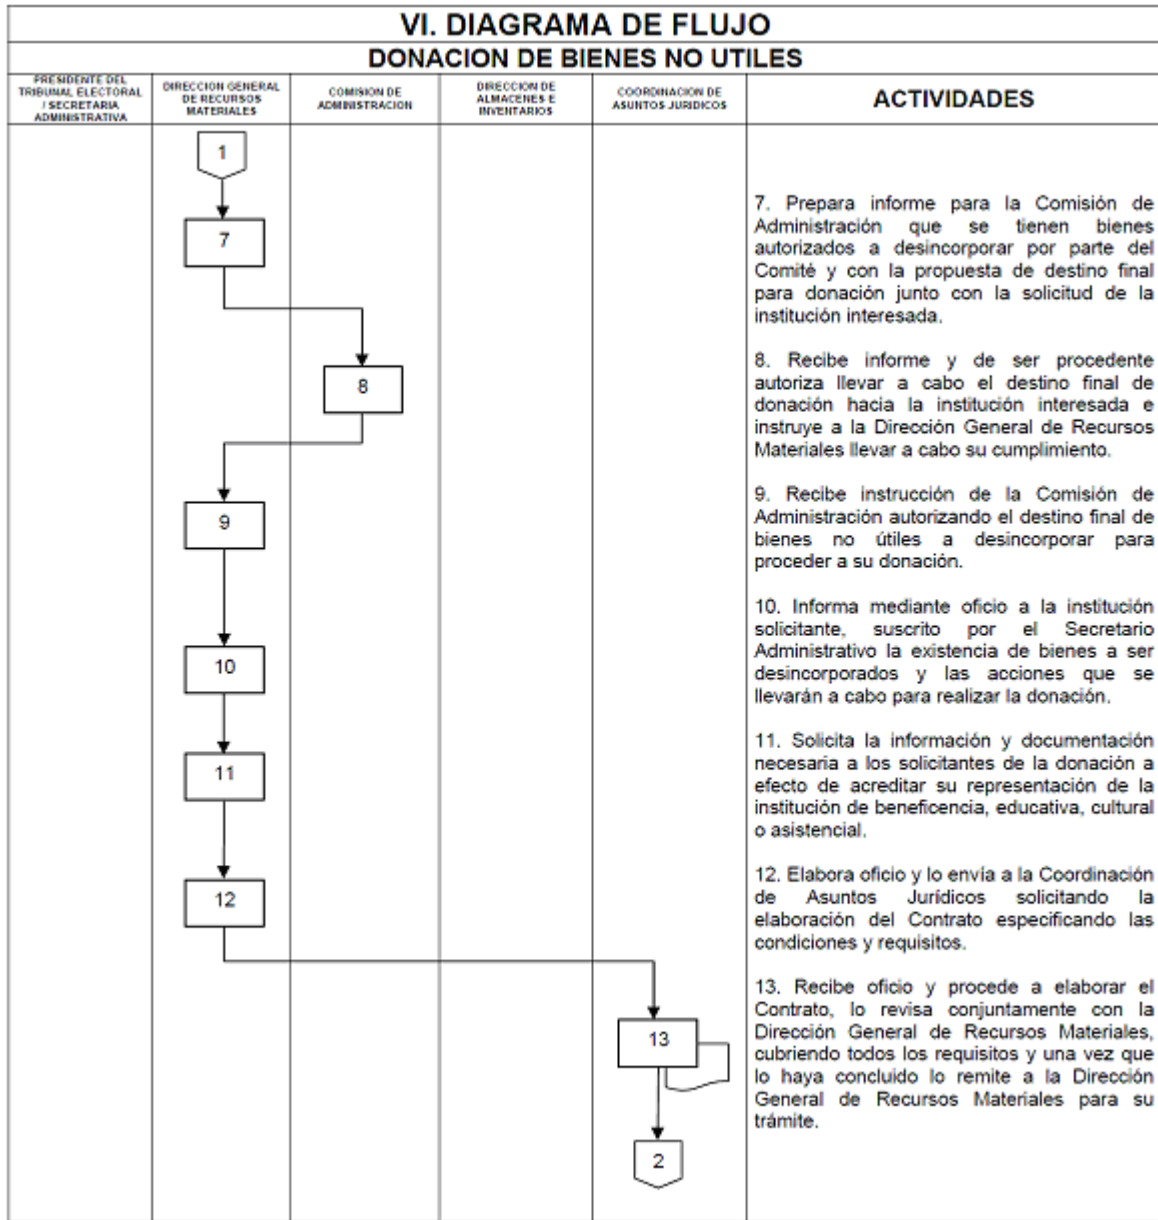 VI. DIAGRAMA DE FLUJO
DONACION DE BIENES NO UTILES
PRESIDENTE DEL
TRIBUNAL ELECTORAL
/ SECRETARIA
ADMINISTRATIVA
DIRECCION GENERAL
DE RECURSOS
MATERIALES
COMISION DE
ADMINISTRACION
DIRECCION DE
ALMACENES E
INVENTARIOS
COORDINACION DE
ASUNTOS JURIDICOS
ACTIVIDADES
1
7
8
9
10
11
12
13
2
7. Prepara informe para la Comisión de
Administración que se tienen bienes
autorizados a desincorporar por parte del
Comité y con la propuesta de destino final
para donación junto con la solicitud de la
institución interesada.
8. Recibe informe y de ser procedente
autoriza llevar a cabo el destino final de
donación hacia la institución interesada e
instruye a la Dirección General de Recursos
Materiales llevar a cabo su cumplimiento.
9. Recibe instrucción de la Comisión de
Administración autorizando el destino final de
bienes no útiles a desincorporar para
proceder a su donación.
10. Informa mediante oficio a la institución
solicitante, suscrito por el Secretario
Administrativo la existencia de bienes a ser
desincorporados y las acciones que se
llevarán a cabo para realizar la donación.
11. Solicita la información y documentación
necesaria a los solicitantes de la donación a
efecto de acreditar su representación de la
institución de beneficencia, educativa, cultural
o asistencial.
12. Elabora oficio y lo envía a la Coordinación
de Asuntos Jurídicos solicitando la
elaboración del Contrato especificando las
condiciones y requisitos.
13. Recibe oficio y procede a elaborar el
Contrato, lo revisa conjuntamente con la
Dirección General de Recursos Materiales,
cubriendo todos los requisitos y una vez que
lo haya concluido lo remite a la Dirección
General de Recursos Materiales para su
trámite.